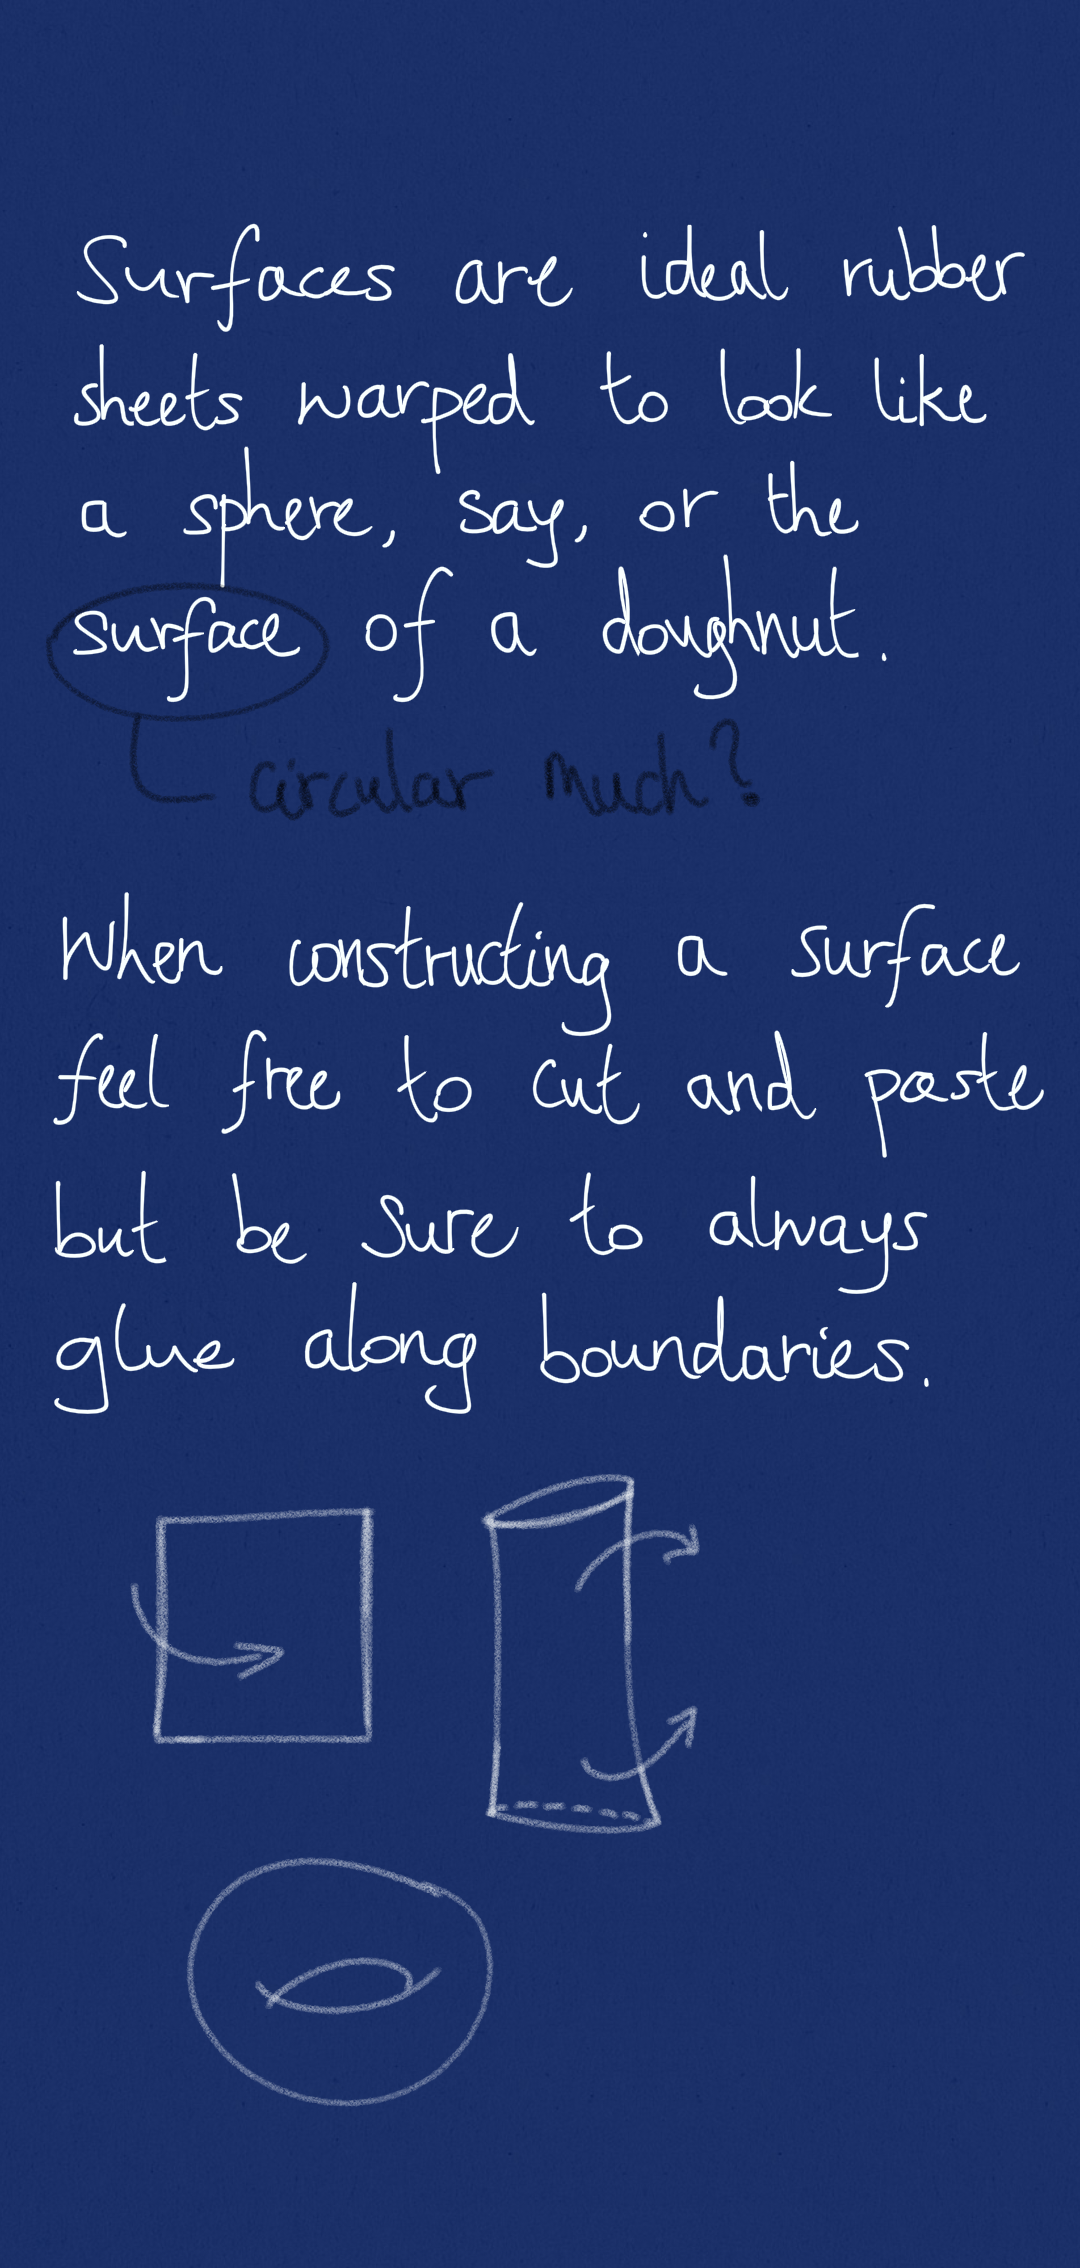 Surfaces are ideal rubber
sheets warped to look like
a sphere, say, or the
surface of a doughnut.
circular much?
When constructing a surface
feel free to cut and paste
but be sure to always
glue along boundaries.